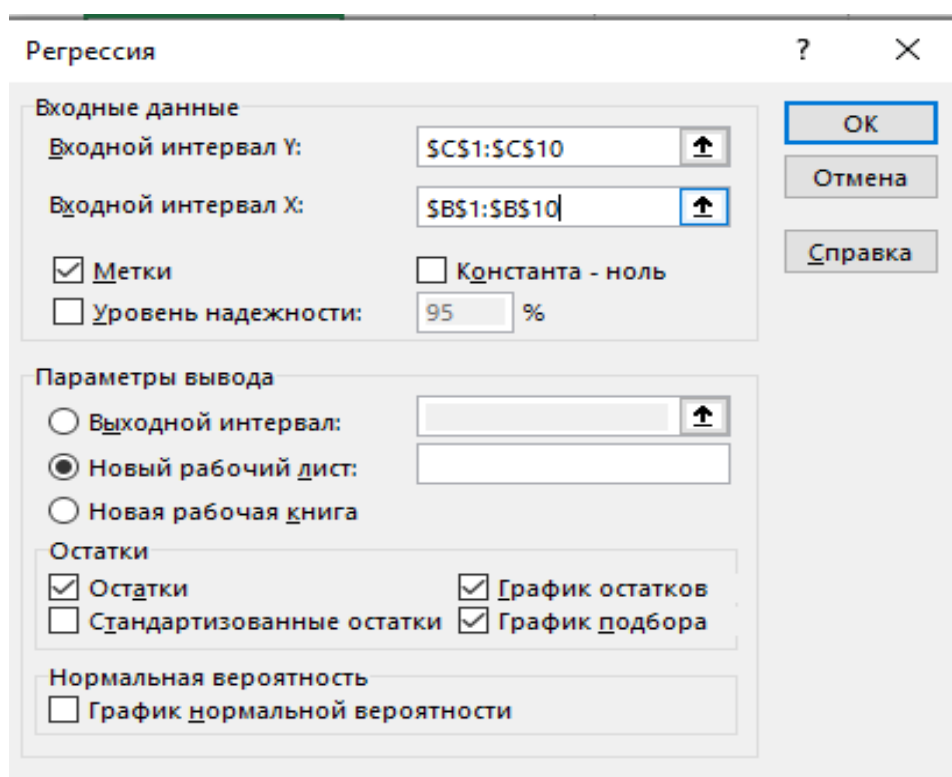 Регрессия ?
Входные данные
Входной интервал Y: $C$1:$C$10
Входной интервал X: $B$1:$B$10
Метки Константа - ноль
Уровень надежности: 95 %
ОК
Отмена
Справка
Параметры вывода
Выходной интервал:
Новый рабочий лист:
Новая рабочая книга
Остатки
Остатки График остатков
Стандартизованные остатки График подбора
Нормальная вероятность
График нормальной вероятности